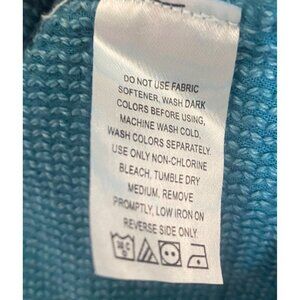 DO NOT USE FABRIC
SOFTENER, WASH DARK
COLORS BEFORE USING,
MACHINE WASH COLD,
WASH COLORS SEPARATELY.
USE ONLY NON-CHLORINE
BLEACH, TUMBLE DRY
MEDIUM, REMOVE
PROMPTLY, LOW IRON ON
REVERSE SIDE ONLY